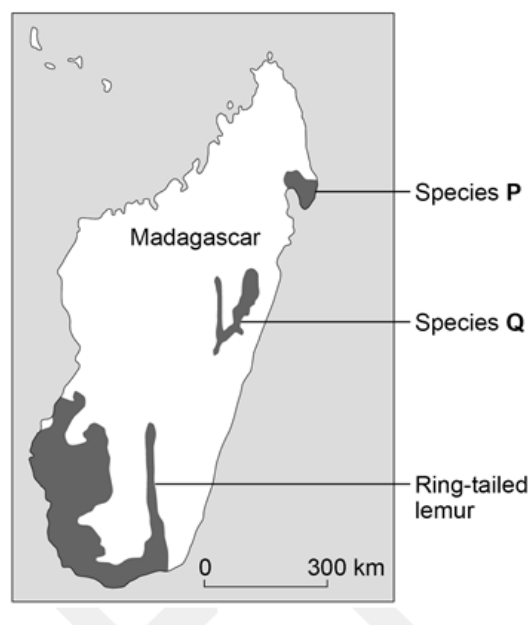 Species P
Madagascar
Species Q
Ring-tailed
lemur
0 300 km